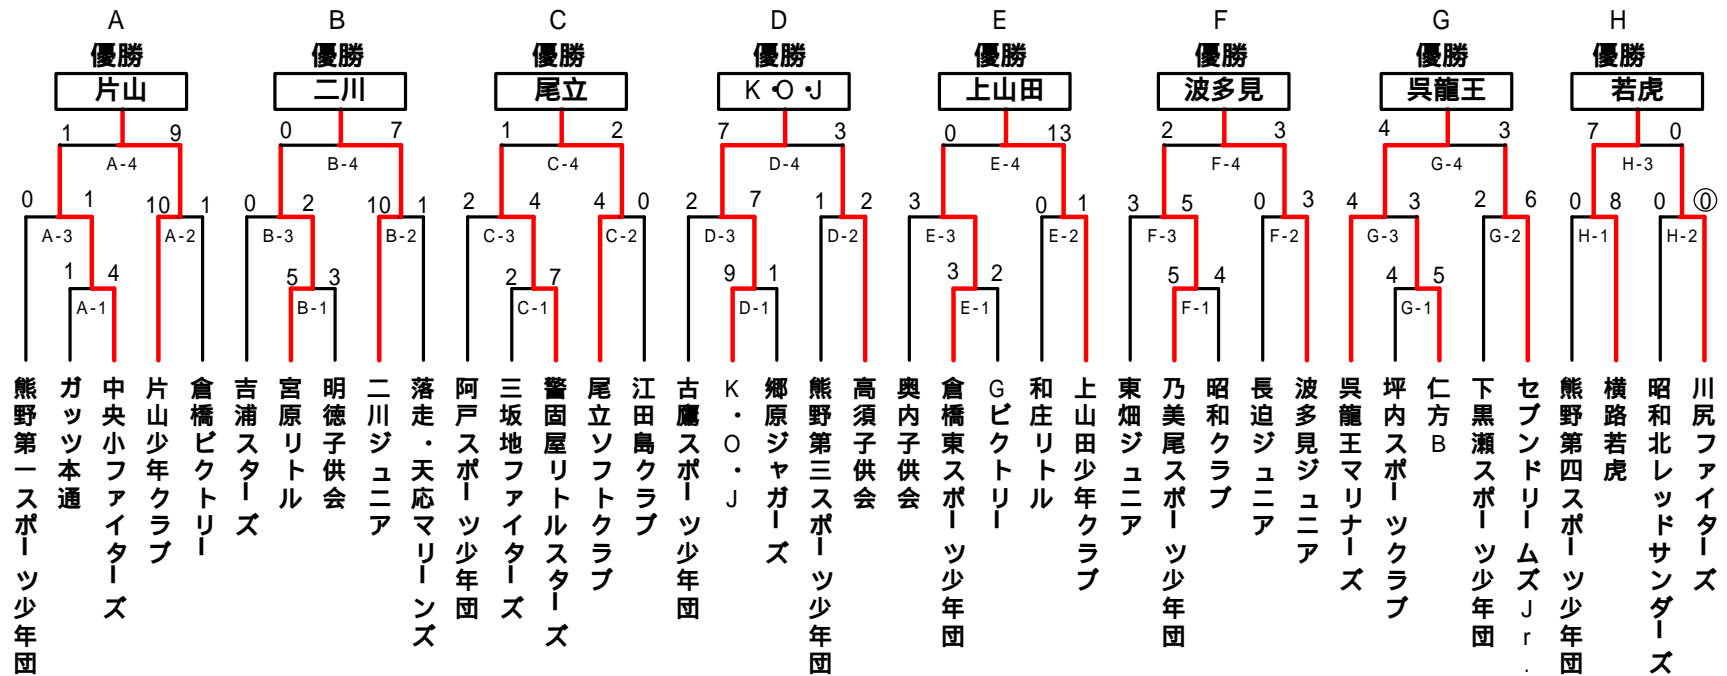 A B C D E F G H
優勝 優勝 優勝 優勝 優勝 優勝 優勝 優勝
片山 二川 尾立 K・O・J 上山田 波多見 呉龍王 若虎
1 9 0 7 1 2 7 3 0 13 2 3 4 3 7 0
A-4 B-4 C-4 D-4 E-4 F-4 G-4 H-3
0 1 10 1 0 2 10 1 2 4 4 0 2 7 1 2 3 0 1 3 5 0 3 4 3 2 6 0 8 0 ⓪
A-3 A-2 B-3 B-2 C-3 C-2 D-3 D-2 E-3 E-2 F-3 F-2 G-3 G-2 H-1 H-2
1 4 5 3 2 7 9 1 3 2 5 4 4 5
A-1 B-1 C-1 D-1 E-1 F-1 G-1
熊野第一スポーツ少年団
ガッツ本通
中央小ファイターズ
片山少年クラブ
倉橋ビクトリー
吉浦スターズ
宮原リトル
明徳子供会
二川ジュニア
落走・天応マリーンズ
阿戸スポーツ少年団
三坂地ファイターズ
警固屋リトルスターズ
尾立ソフトクラブ
江田島クラブ
古鷹スポーツ少年団
K・O・J
郷原ジャガーズ
熊野第三スポーツ少年団
高須子供会
奥内子供会
倉橋東スポーツ少年団
Gビクトリー
和庄リトル
上山田少年クラブ
東畑ジュニア
乃美尾スポーツ少年団
昭和クラブ
長迫ジュニア
波多見ジュニア
呉龍王マリナーズ
坪内スポーツクラブ
仁方B
下黒瀬スポーツ少年団
セブンドリームズJr.
熊野第四スポーツ少年団
横路若虎
昭和北レッドサンダーズ
川尻ファイターズ